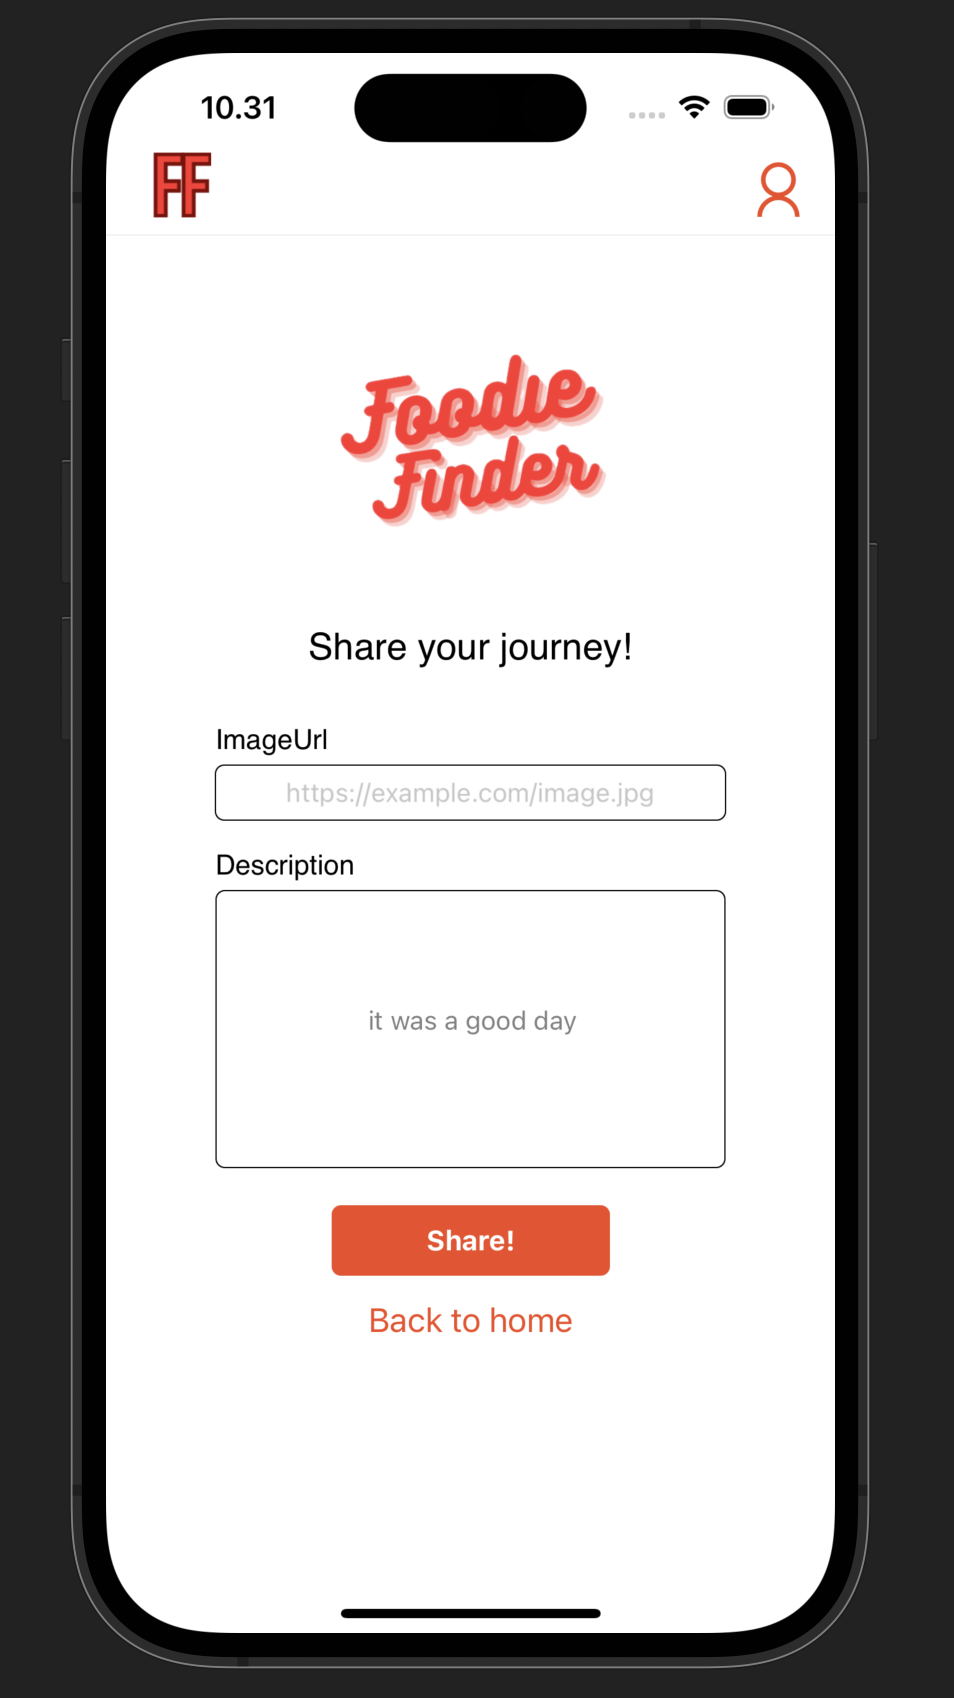 10.31
FF
Foodie
Finder
Share your journey!
ImageUrl
https://example.com/image.jpg
Description
it was a good day
Share!
Back to home